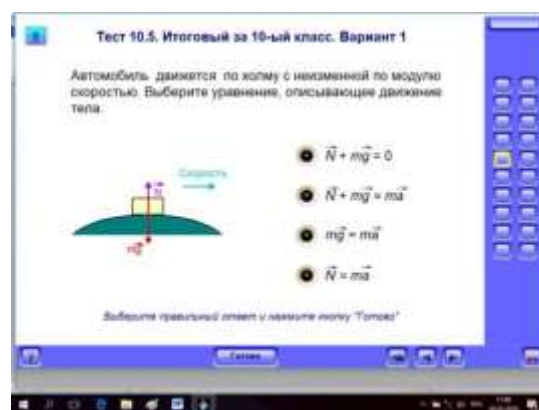 Тест 10.5. Итоговый за 10-ый класс. Вариант 1
Автомобиль движется по холму с неизменной по модулю
скоростью. Выберите уравнение, описывающее движение
тела.
N⃗ + mg⃗ = 0
Скорость
N⃗ + mg⃗ = ma⃗
N⃗
mg⃗ = ma⃗
mg⃗
N⃗ = ma⃗
Выберите правильный ответ и нажмите кнопку "Готово"
Готово